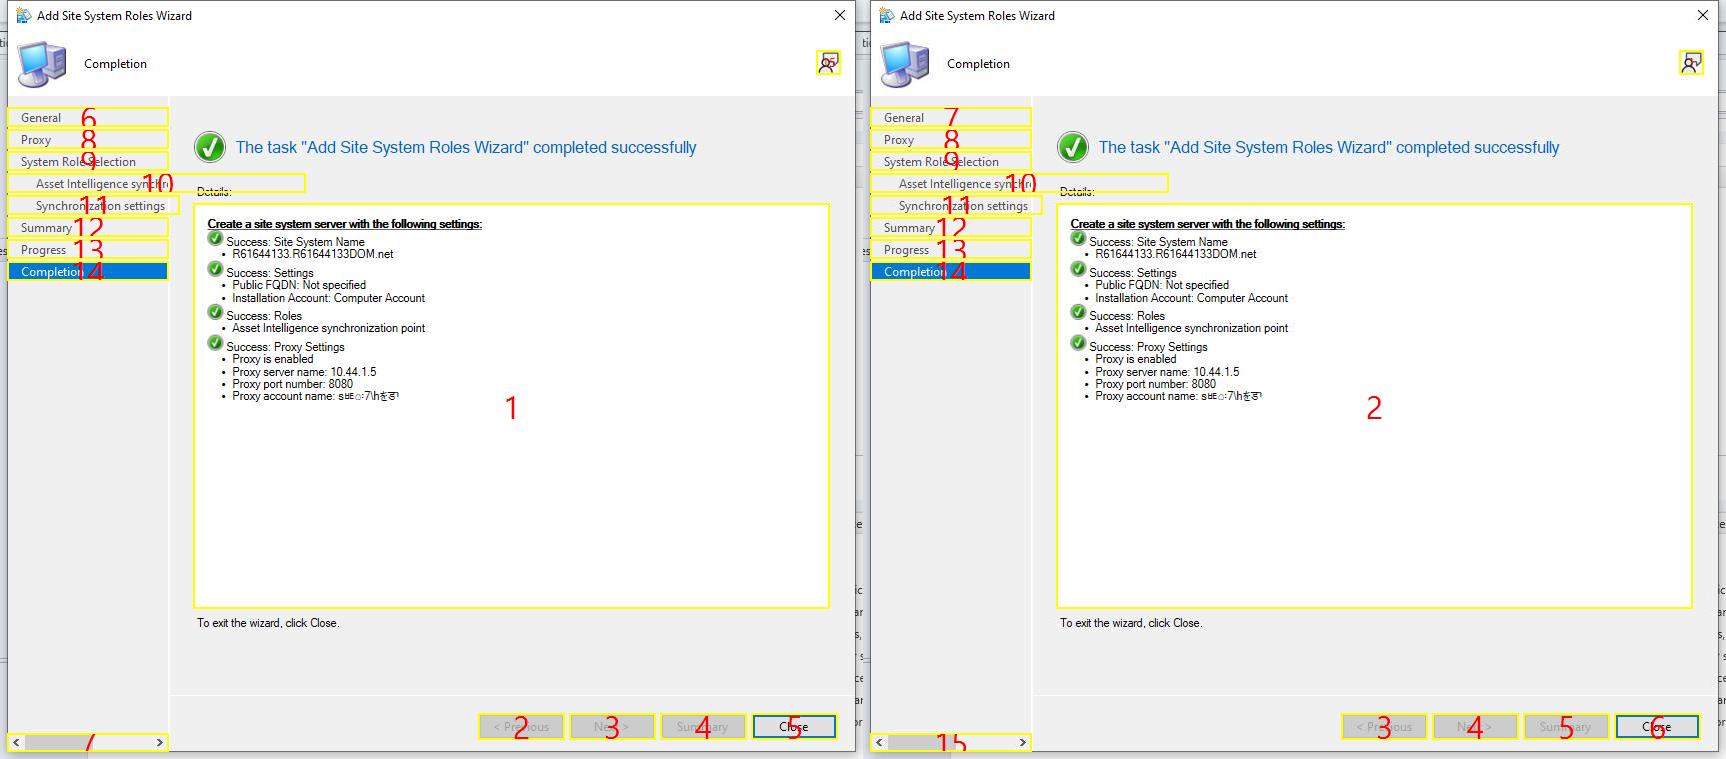 Add Site System Roles Wizard
Completion
15
General 6
Proxy 8
System Role Selection 9
Asset Intelligence synchro 10
Synchronization settings 11
Summary 12
Progress 13
Completion 14
The task "Add Site System Roles Wizard" completed successfully
Details:
Create a site system server with the following settings:
Success: Site System Name
• R61644133.R61644133DOM.net
Success: Settings
• Public FQDN: Not specified
• Installation Account: Computer Account
Success: Roles
• Asset Intelligence synchronization point
Success: Proxy Settings
• Proxy is enabled
• Proxy server name: 10.44.1.5
• Proxy port number: 8080
1
To exit the wizard, click Close.
< Previous 2
Next > 3
Summary 4
Close 5
7
Add Site System Roles Wizard
Completion
1
General 7
Proxy 8
System Role Selection 9
Asset Intelligence synchro 10
Synchronization settings 11
Summary 12
Progress 13
Completion 14
The task "Add Site System Roles Wizard" completed successfully
Details:
Create a site system server with the following settings:
Success: Site System Name
• R61644133.R61644133DOM.net
Success: Settings
• Public FQDN: Not specified
• Installation Account: Computer Account
Success: Roles
• Asset Intelligence synchronization point
Success: Proxy Settings
• Proxy is enabled
• Proxy server name: 10.44.1.5
• Proxy port number: 8080
• Proxy account name:
2
To exit the wizard, click Close.
< Previous 3
Next > 4
Summary 5
Close 6
15